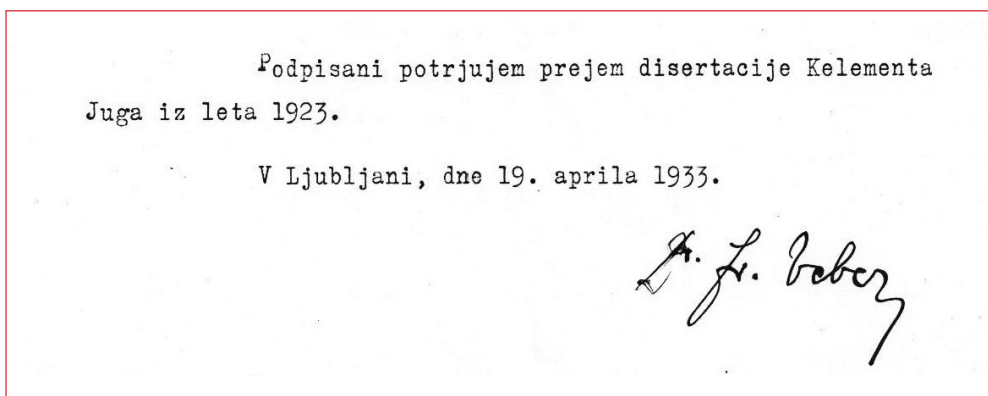 Podpisani potrjujem prejem disertacije Kelementa
Juga iz leta 1923.
V Ljubljani, dne 19. aprila 1933.
Dr. Fr. Veber